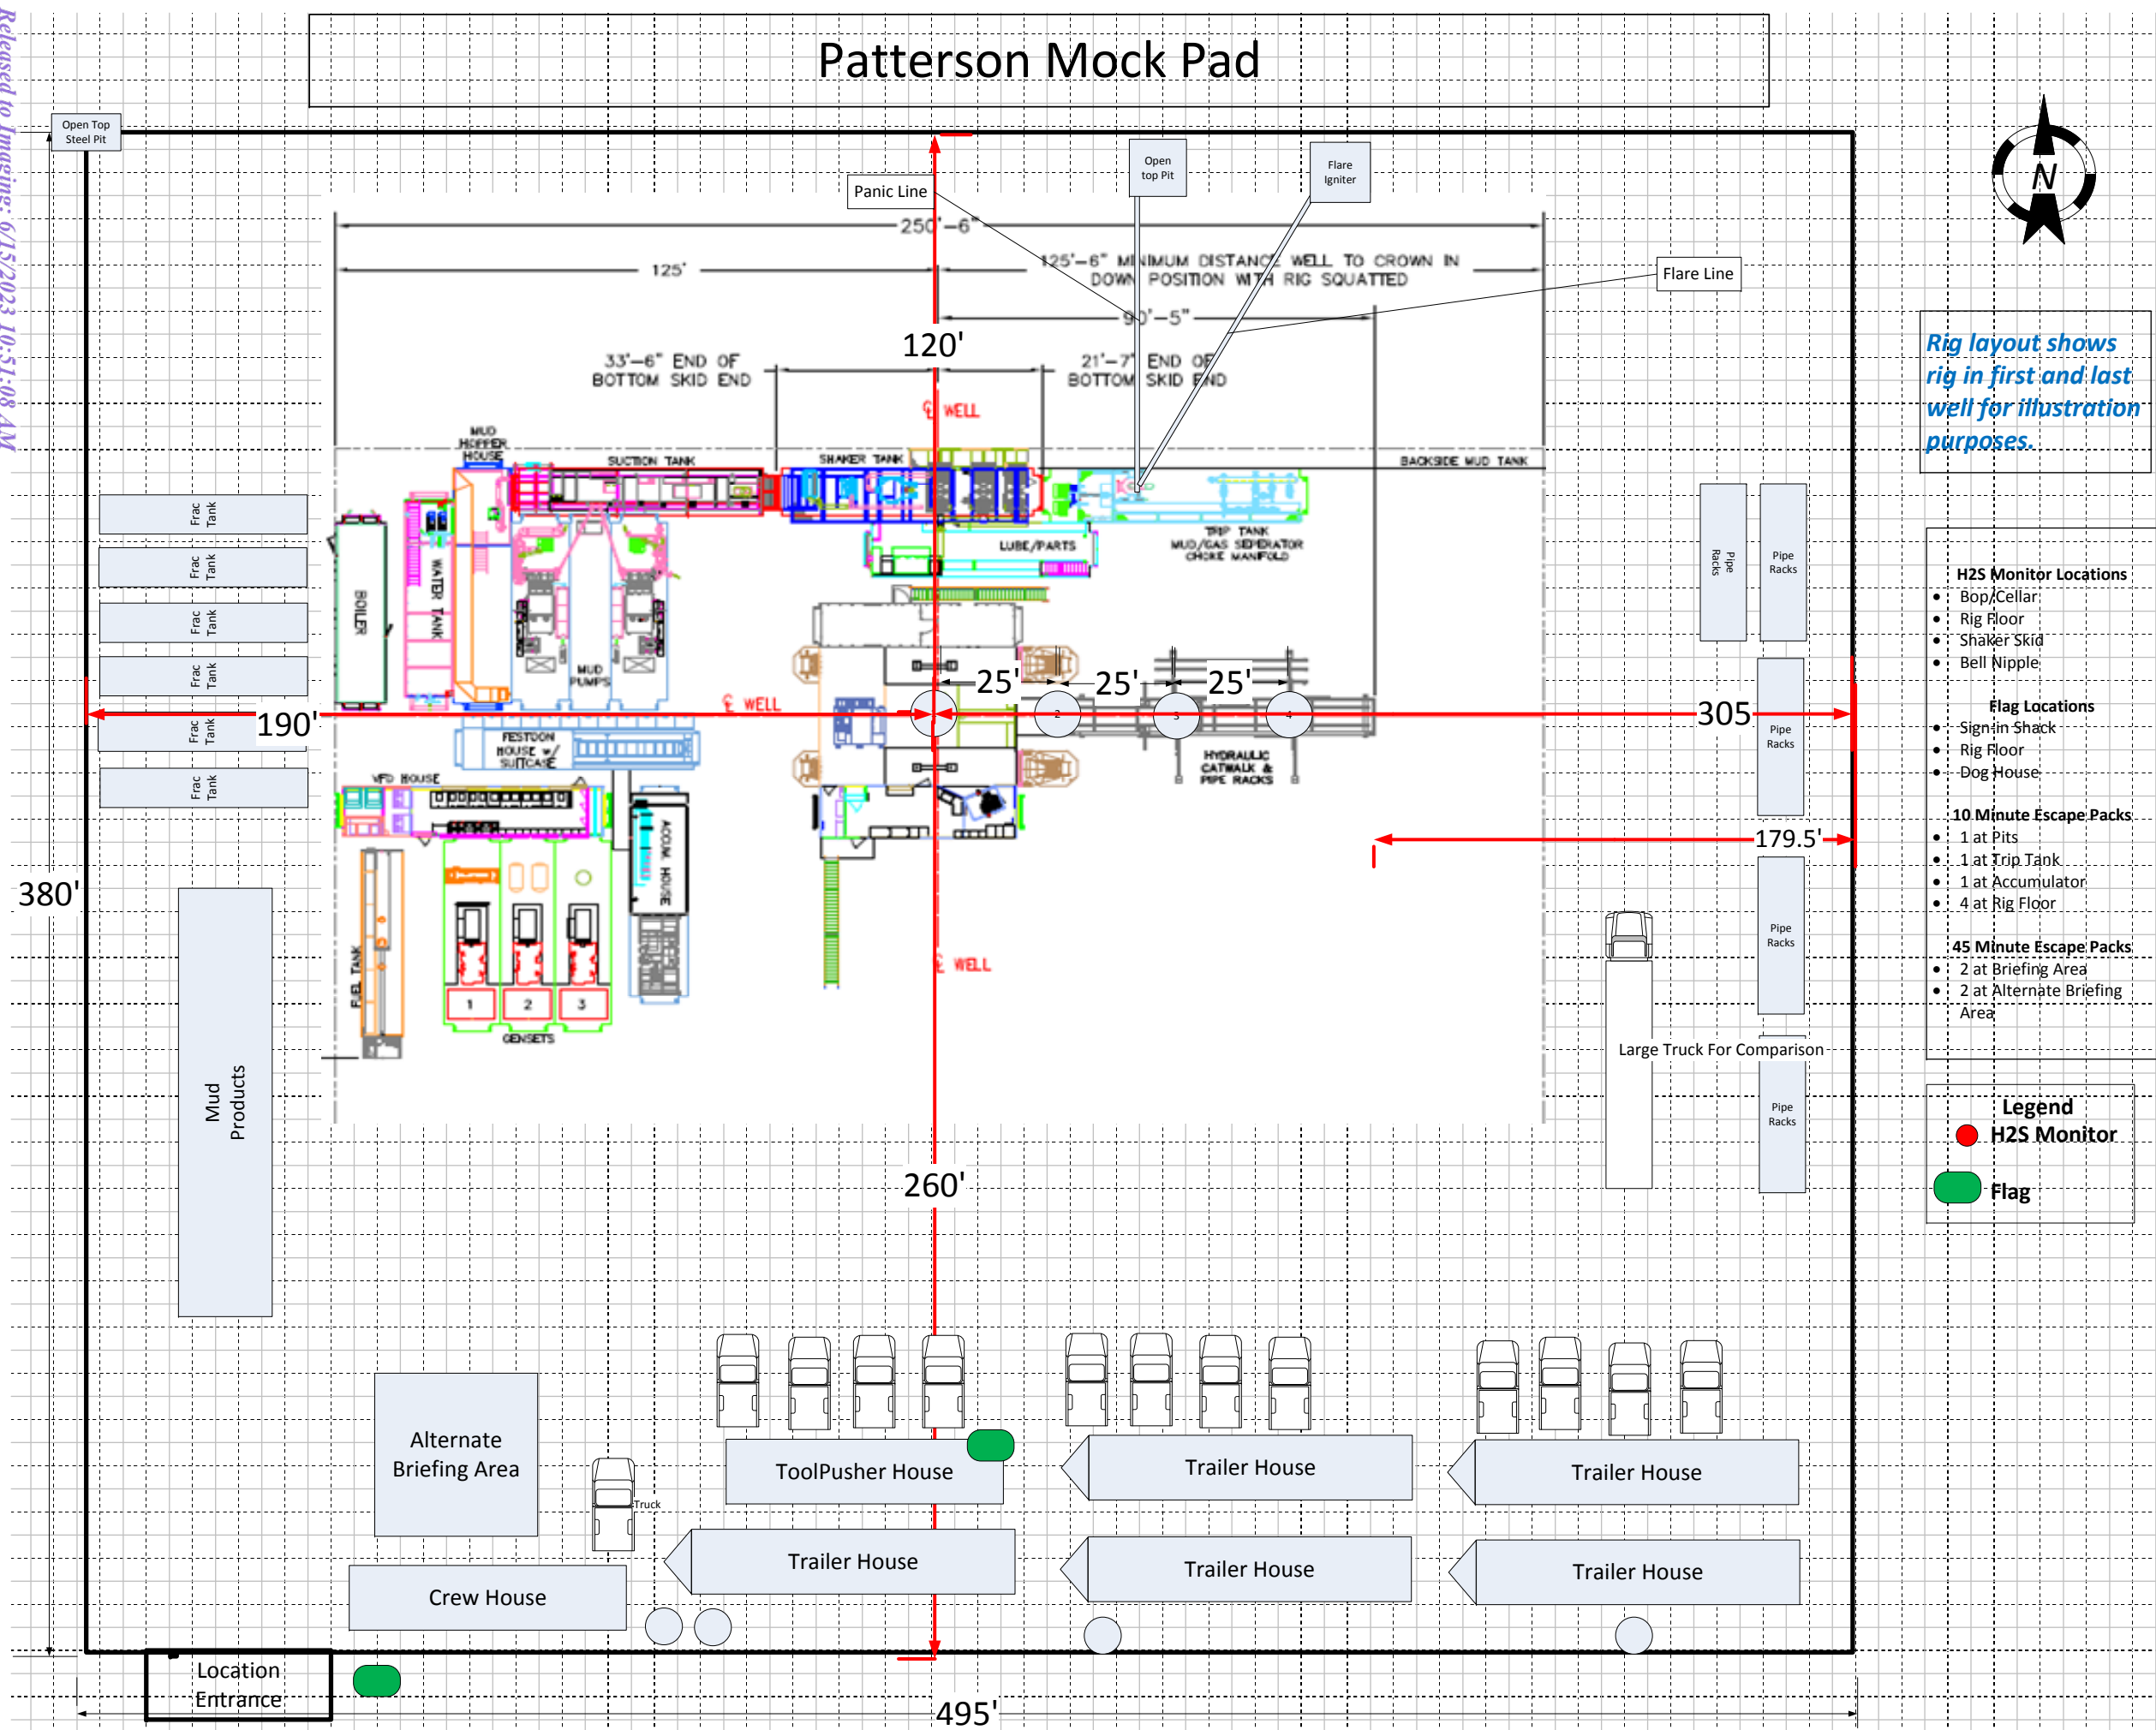 Released to Imaging: 6/15/2023 10:51:08 AM
Patterson Mock Pad
Open Top
Steel Pit
Open
top Pit
Flare
Igniter
Panic Line
N
250'-6"
125'
125'-6" MINIMUM DISTANCE WELL TO CROWN IN
DOWN POSITION WITH RIG SQUATTED
Flare Line
90'-5"
120'
33'-6" END OF
BOTTOM SKID END
21'-7" END OF
BOTTOM SKID END
Rig layout shows
rig in first and last
well for illustration
purposes.
℄ WELL
MUD
HOPPER
HOUSE
SUCTION TANK
SHAKER TANK
BACKSIDE MUD TANK
Frac
Tank
Frac
Tank
Frac
Tank
Frac
Tank
Frac
Tank
Frac
Tank
BOILER
WATER TANK
MUD
PUMPS
LUBE/PARTS
TRIP TANK
MUD/GAS SEPERATOR
CHOKE MANIFOLD
Pipe
Racks
Pipe
Racks
Pipe
Racks
Pipe
Racks
Pipe
Racks
H2S Monitor Locations
• Bop/Cellar
• Rig Floor
• Shaker Skid
• Bell Nipple
Flag Locations
• Sign-in Shack
• Rig Floor
• Dog House
10 Minute Escape Packs
• 1 at Pits
• 1 at Trip Tank
• 1 at Accumulator
• 4 at Rig Floor
45 Minute Escape Packs
• 2 at Briefing Area
• 2 at Alternate Briefing
Area
25'
25'
25'
2
3
4
190'
℄ WELL
305
FESTOON
HOUSE w/
SUITCASE
HYDRAULIC
CATWALK &
PIPE RACKS
VFD HOUSE
ACCUM. HOUSE
179.5'
380'
FUEL TANK
℄ WELL
1
2
3
GENSETS
Large Truck For Comparison
Mud
Products
Legend
H2S Monitor
Flag
260'
Alternate
Briefing Area
Truck
ToolPusher House
Trailer House
Trailer House
Trailer House
Trailer House
Trailer House
Crew House
Location
Entrance
495'